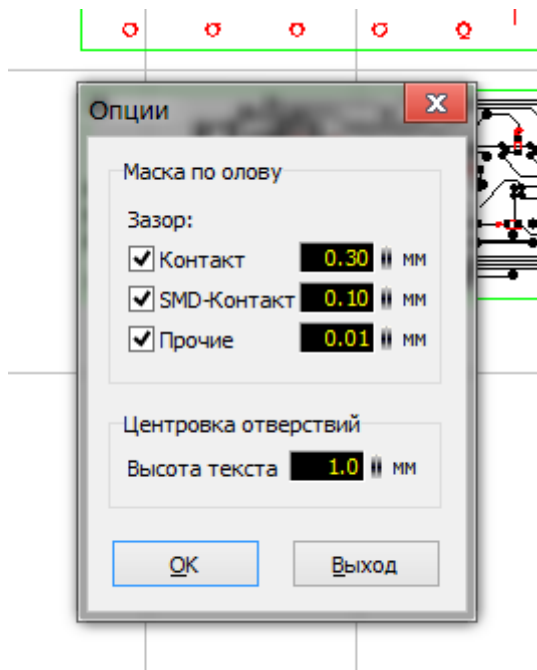 Опции
Маска по олову
Зазор:
Контакт 0.30 мм
SMD-Контакт 0.10 мм
Прочие 0.01 мм
Центровка отверствий
Высота текста 1.0 мм
OK Выход